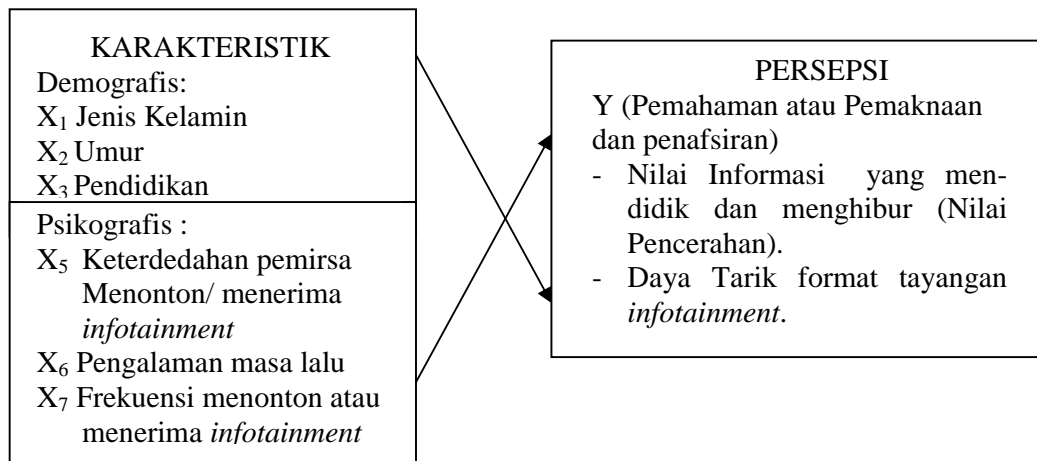 KARAKTERISTIK
Demografis:
X₁ Jenis Kelamin
X₂ Umur
X₃ Pendidikan
Psikografis :
X₅ Keterdedahan pemirsa
Menonton/ menerima
infotainment
X₆ Pengalaman masa lalu
X₇ Frekuensi menonton atau
menerima infotainment
PERSEPSI
Y (Pemahaman atau Pemaknaan
dan penafsiran)
- Nilai Informasi yang men-
didik dan menghibur (Nilai
Pencerahan).
- Daya Tarik format tayangan
infotainment.